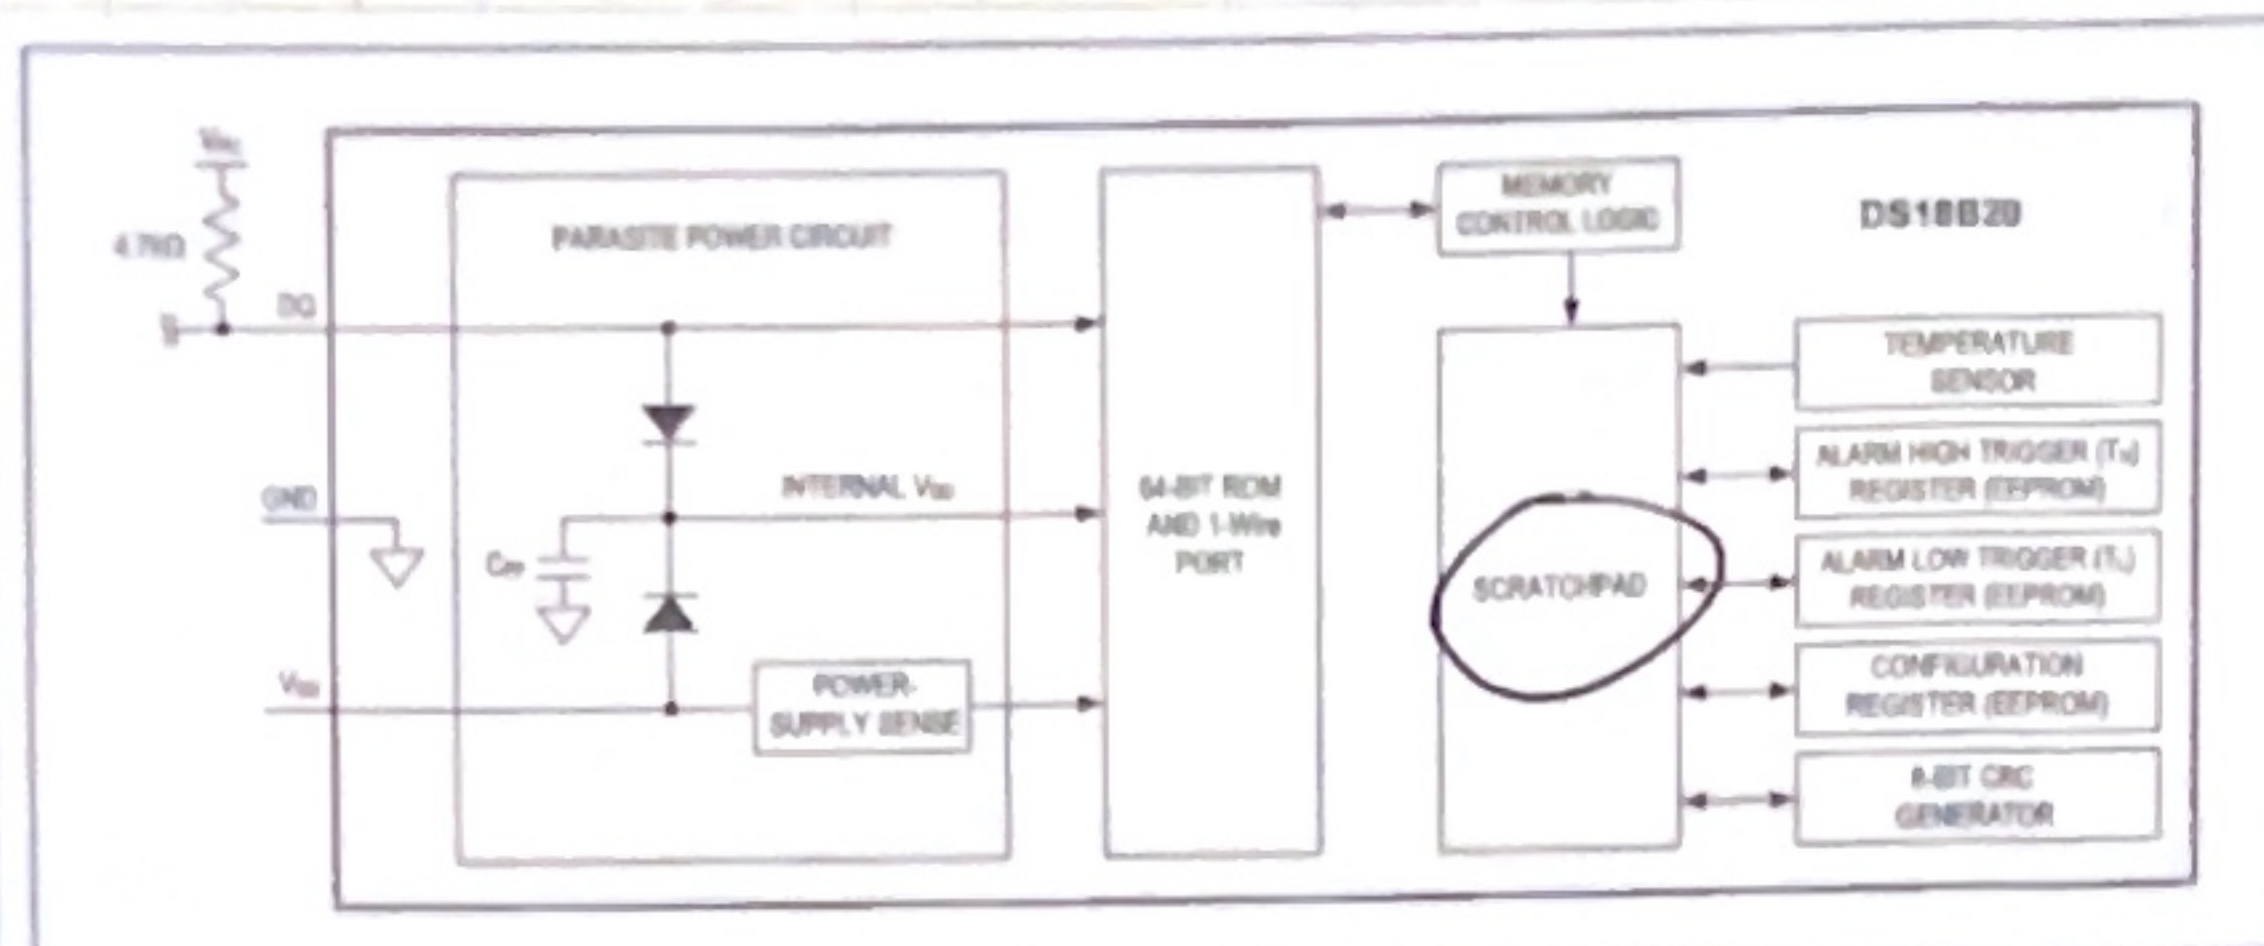 V
4.7kΩ
DQ
GND
V
PARASITE POWER CIRCUIT
INTERNAL VDD
CPP
POWER-
SUPPLY SENSE
64-BIT ROM
AND 1-Wire
PORT
MEMORY
CONTROL LOGIC
DS18B20
SCRATCHPAD
TEMPERATURE
SENSOR
ALARM HIGH TRIGGER (TH)
REGISTER (EEPROM)
ALARM LOW TRIGGER (TL)
REGISTER (EEPROM)
CONFIGURATION
REGISTER (EEPROM)
8-BIT CRC
GENERATOR